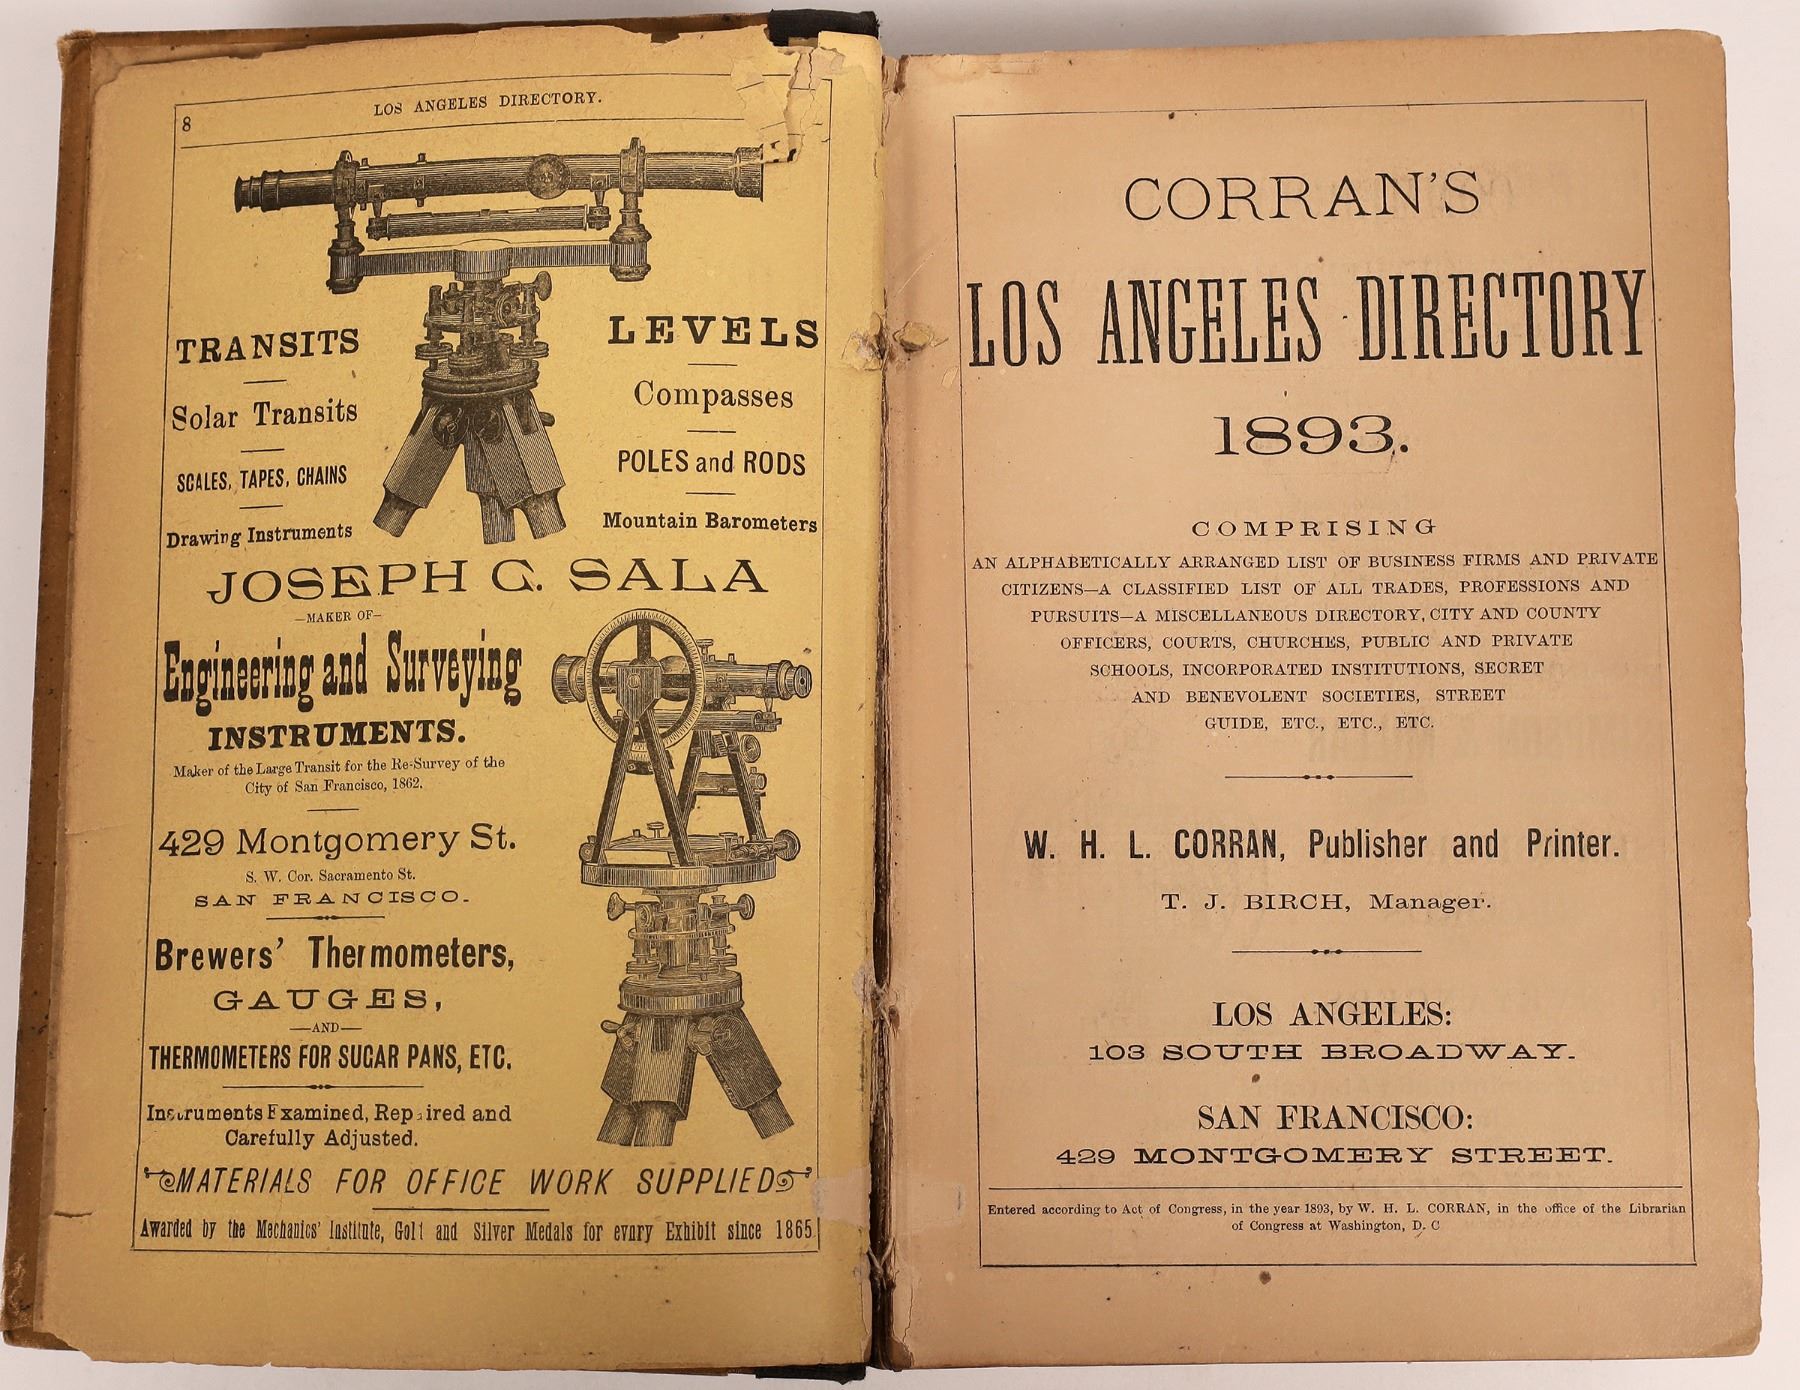 8
LOS ANGELES DIRECTORY.
TRANSITS
Solar Transits
SCALES, TAPES, CHAINS
Drawing Instruments
LEVELS
Compasses
POLES and RODS
Mountain Barometers
JOSEPH C. SALA
—MAKER OF—
Engineering and Surveying
INSTRUMENTS.
Maker of the Large Transit for the Re-Survey of the
City of San Francisco, 1862.
429 Montgomery St.
S. W. Cor. Sacramento St.
SAN FRANCISCO.
Brewers' Thermometers,
GAUGES,
—AND—
THERMOMETERS FOR SUGAR PANS, ETC.
Instruments Examined, Repaired and
Carefully Adjusted.
MATERIALS FOR OFFICE WORK SUPPLIED
Awarded by the Mechanics' Institute, Gold and Silver Medals for every Exhibit since 1865.
CORRAN'S
LOS ANGELES DIRECTORY
1893.
COMPRISING
AN ALPHABETICALLY ARRANGED LIST OF BUSINESS FIRMS AND PRIVATE
CITIZENS—A CLASSIFIED LIST OF ALL TRADES, PROFESSIONS AND
PURSUITS—A MISCELLANEOUS DIRECTORY, CITY AND COUNTY
OFFICERS, COURTS, CHURCHES, PUBLIC AND PRIVATE
SCHOOLS, INCORPORATED INSTITUTIONS, SECRET
AND BENEVOLENT SOCIETIES, STREET
GUIDE, ETC., ETC., ETC.
W. H. L. CORRAN, Publisher and Printer.
T. J. BIRCH, Manager.
LOS ANGELES:
103 SOUTH BROADWAY.
SAN FRANCISCO:
429 MONTGOMERY STREET.
Entered according to Act of Congress, in the year 1893, by W. H. L. CORRAN, in the office of the Librarian
of Congress at Washington, D. C